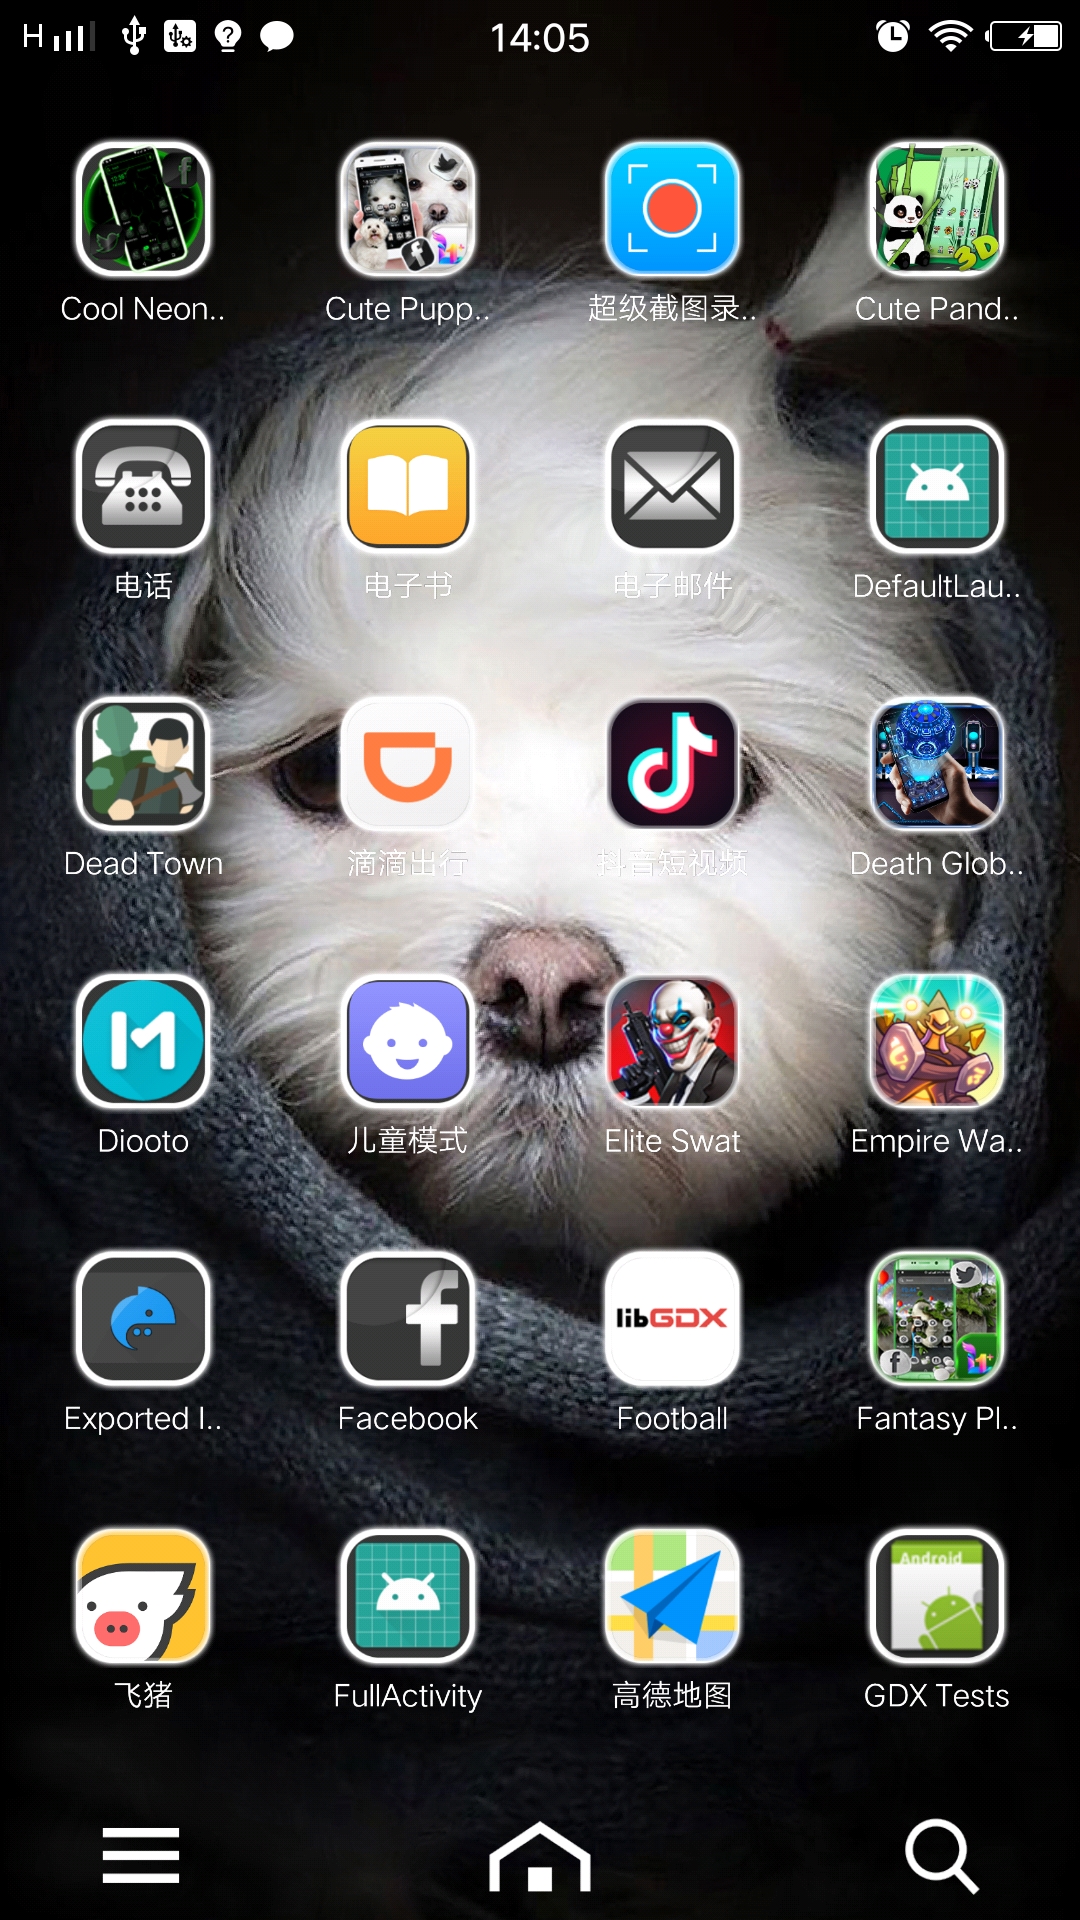 H 14:05
Cool Neon.. Cute Pupp.. 超级截图录.. Cute Pand..
电话 电子书 电子邮件 DefaultLau..
Dead Town 滴滴出行 抖音短视频 Death Glob..
Diooto 儿童模式 Elite Swat Empire Wa..
libGDX
Exported I.. Facebook Football Fantasy Pl..
Android
飞猪 FullActivity 高德地图 GDX Tests